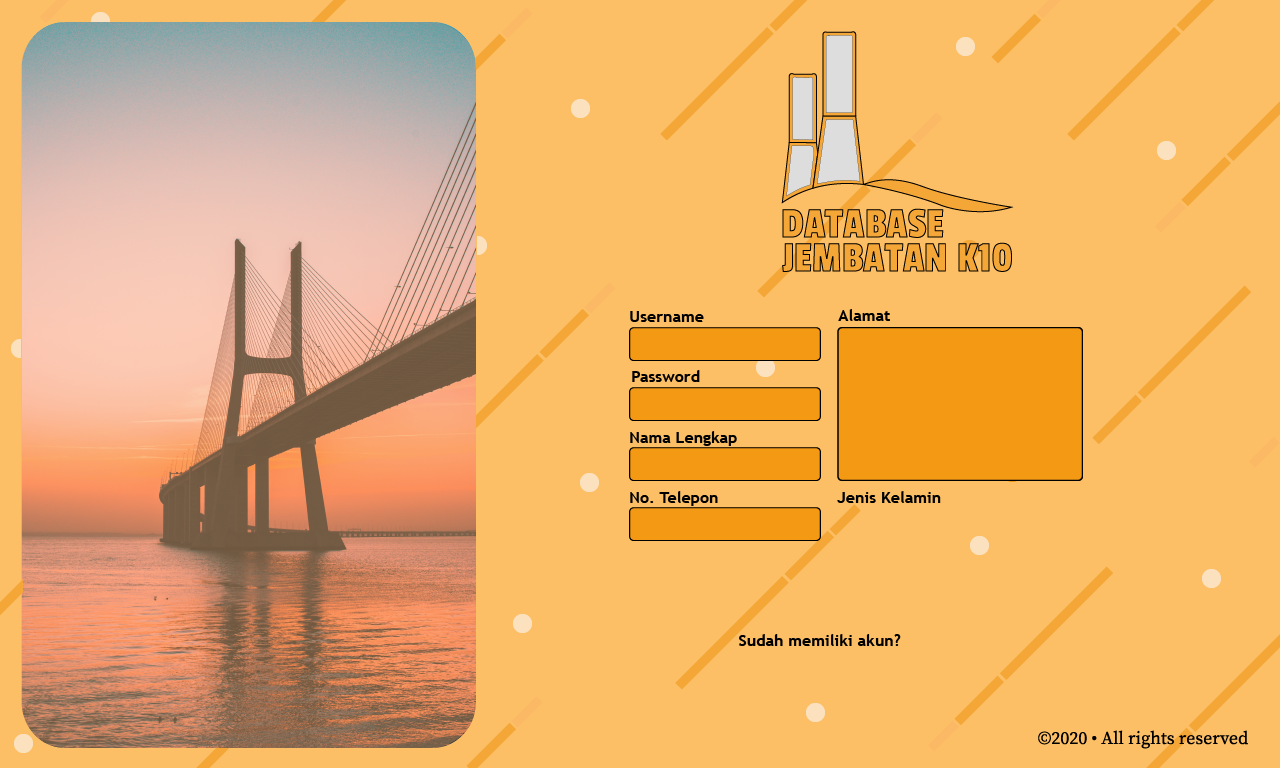 DATABASE
JEMBATAN K10
Username
Alamat
Password
Nama Lengkap
No. Telepon
Jenis Kelamin
Sudah memiliki akun?
©2020 • All rights reserved